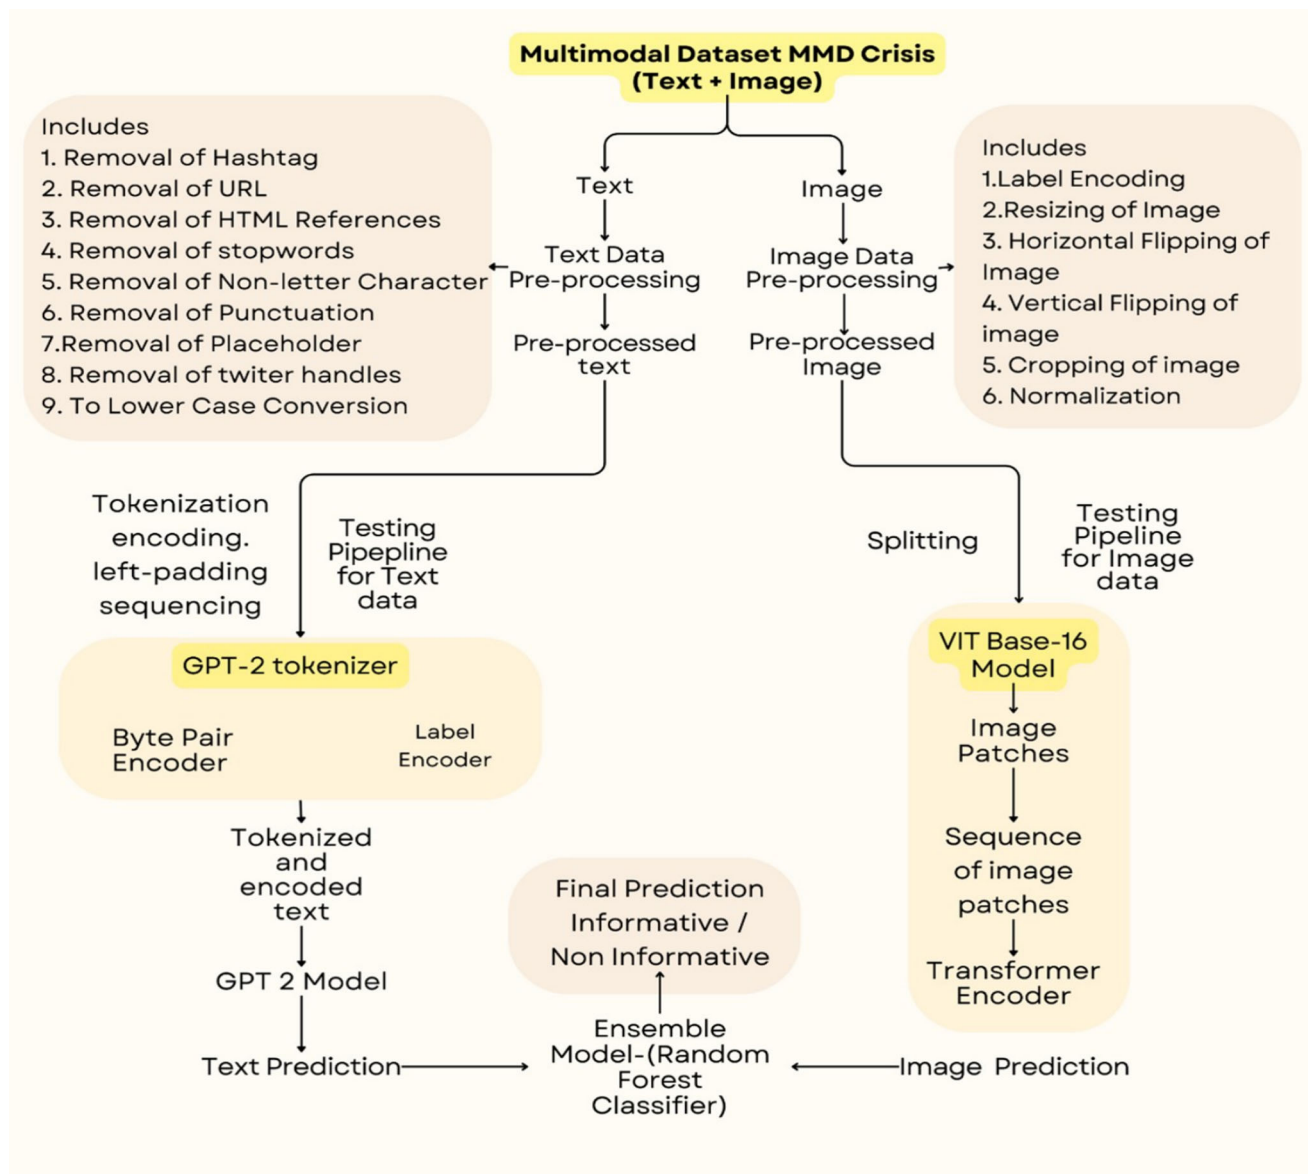 Multimodal Dataset MMD Crisis
(Text + Image)
Includes
1. Removal of Hashtag
2. Removal of URL
3. Removal of HTML References
4. Removal of stopwords
5. Removal of Non-letter Character
6. Removal of Punctuation
7.Removal of Placeholder
8. Removal of twiter handles
9. To Lower Case Conversion
Text
Text Data
Pre-processing
Pre-processed
text
Image
Image Data
Pre-processing
Pre-processed
Image
Includes
1.Label Encoding
2.Resizing of Image
3. Horizontal Flipping of
Image
4. Vertical Flipping of
image
5. Cropping of image
6. Normalization
Tokenization
encoding.
left-padding
sequencing
Testing
Pipepline
for Text
data
Splitting
Testing
Pipeline
for Image
data
GPT-2 tokenizer
Byte Pair
Encoder
Label
Encoder
Tokenized
and
encoded
text
GPT 2 Model
Text Prediction
VIT Base-16
Model
Image
Patches
Sequence
of image
patches
Transformer
Encoder
Image Prediction
Final Prediction
Informative /
Non Informative
Ensemble
Model-(Random
Forest
Classifier)